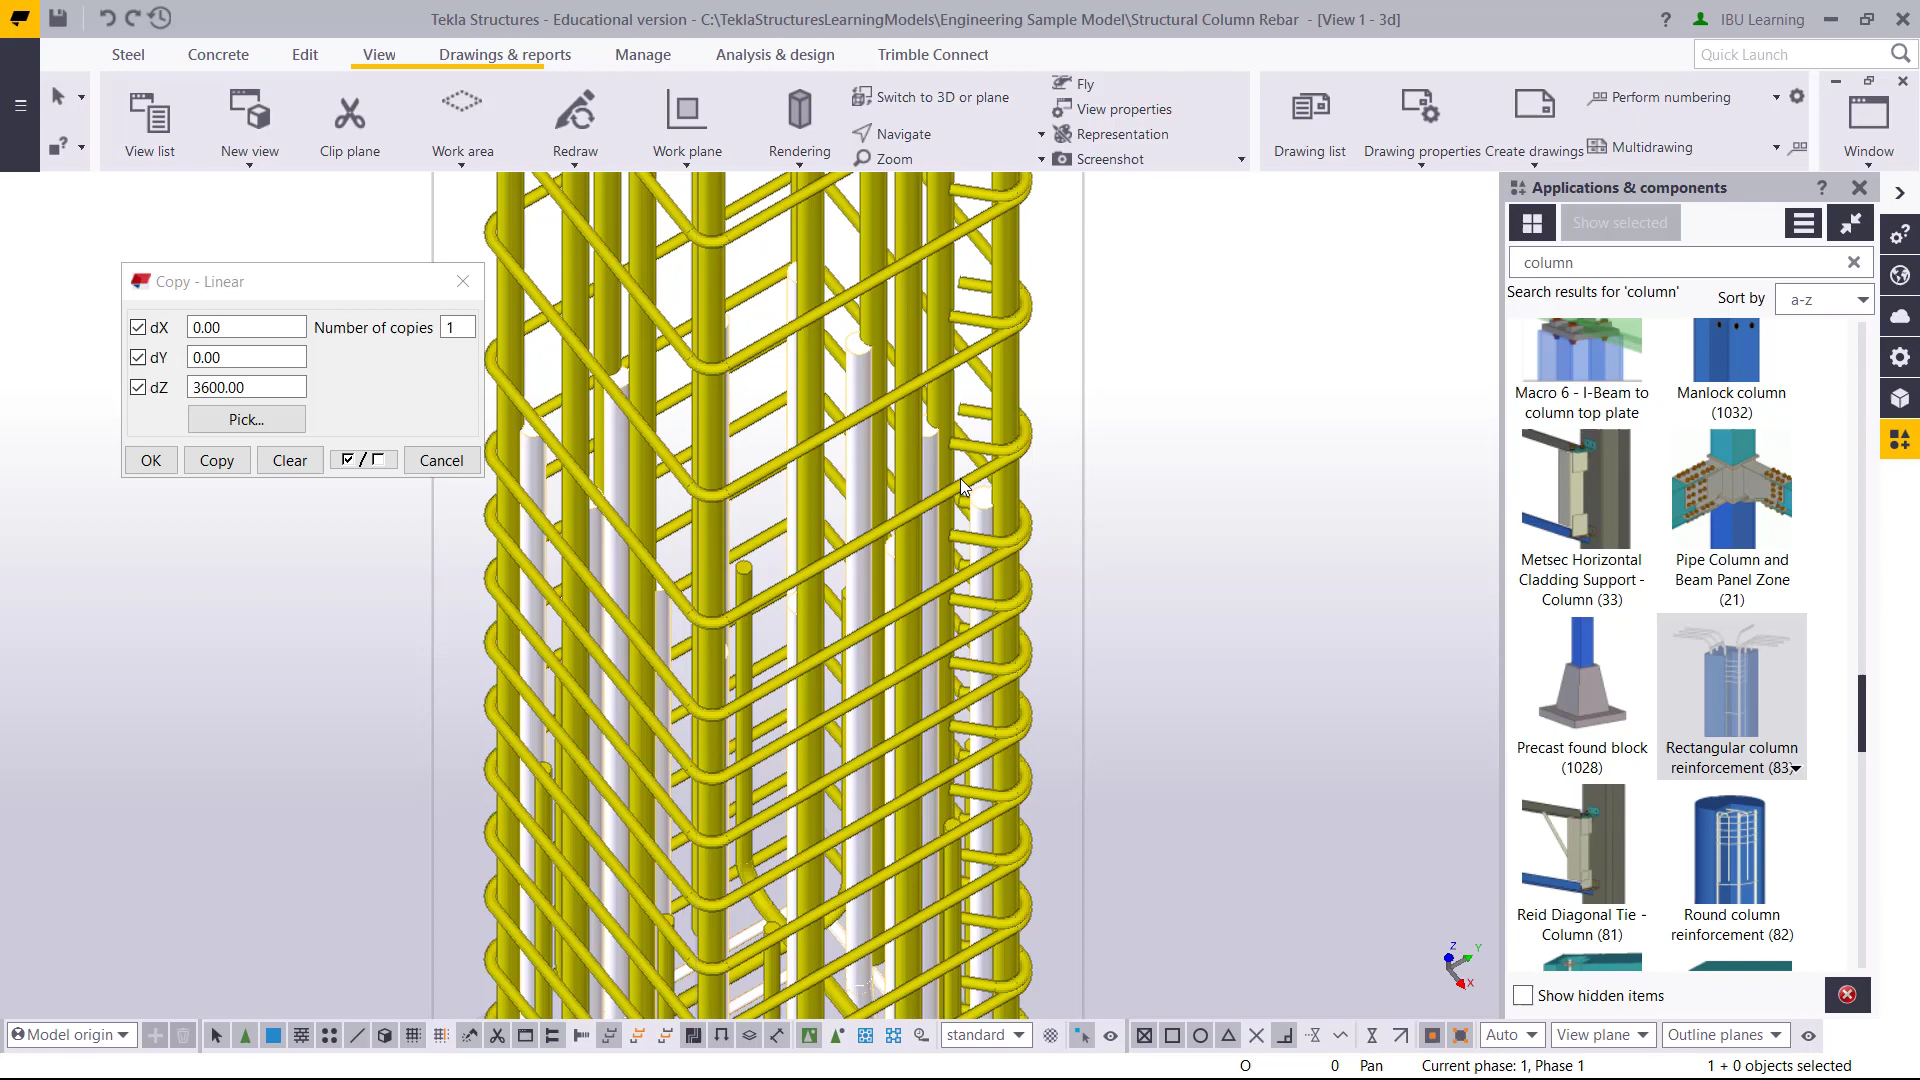 Tekla Structures - Educational version - C:\TeklaStructuresLearningModels\Engineering Sample Model\Structural Column Rebar - [View 1 - 3d]
? IBU Learning
Steel Concrete Edit View Drawings & reports Manage Analysis & design Trimble Connect
Quick Launch
Switch to 3D or plane
Fly
View properties
Navigate
Representation
Zoom
Screenshot
Perform numbering
Multidrawing
View list New view Clip plane Work area Redraw Work plane Rendering
Drawing list Drawing properties Create drawings
Window
Applications & components ?
Show selected
column
Search results for 'column'
Sort by a-z
Macro 6 - I-Beam to
column top plate
Manlock column
(1032)
Metsec Horizontal
Cladding Support -
Column (33)
Pipe Column and
Beam Panel Zone
(21)
Precast found block
(1028)
Rectangular column
reinforcement (83)
Reid Diagonal Tie -
Column (81)
Round column
reinforcement (82)
Show hidden items
Copy - Linear
dX 0.00 Number of copies 1
dY 0.00
dZ 3600.00
Pick...
OK Copy Clear / Cancel
Z
Y
X
Model origin
standard
Auto
View plane
Outline planes
O 0 Pan Current phase: 1, Phase 1 1 + 0 objects selected